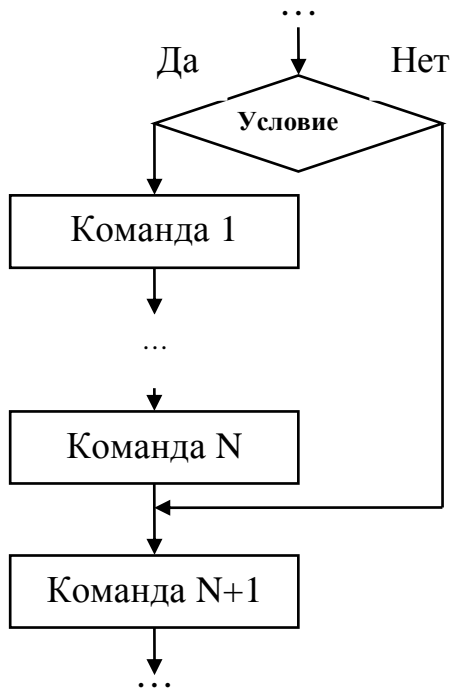 …
Да Нет
Условие
Команда 1
…
Команда N
Команда N+1
…